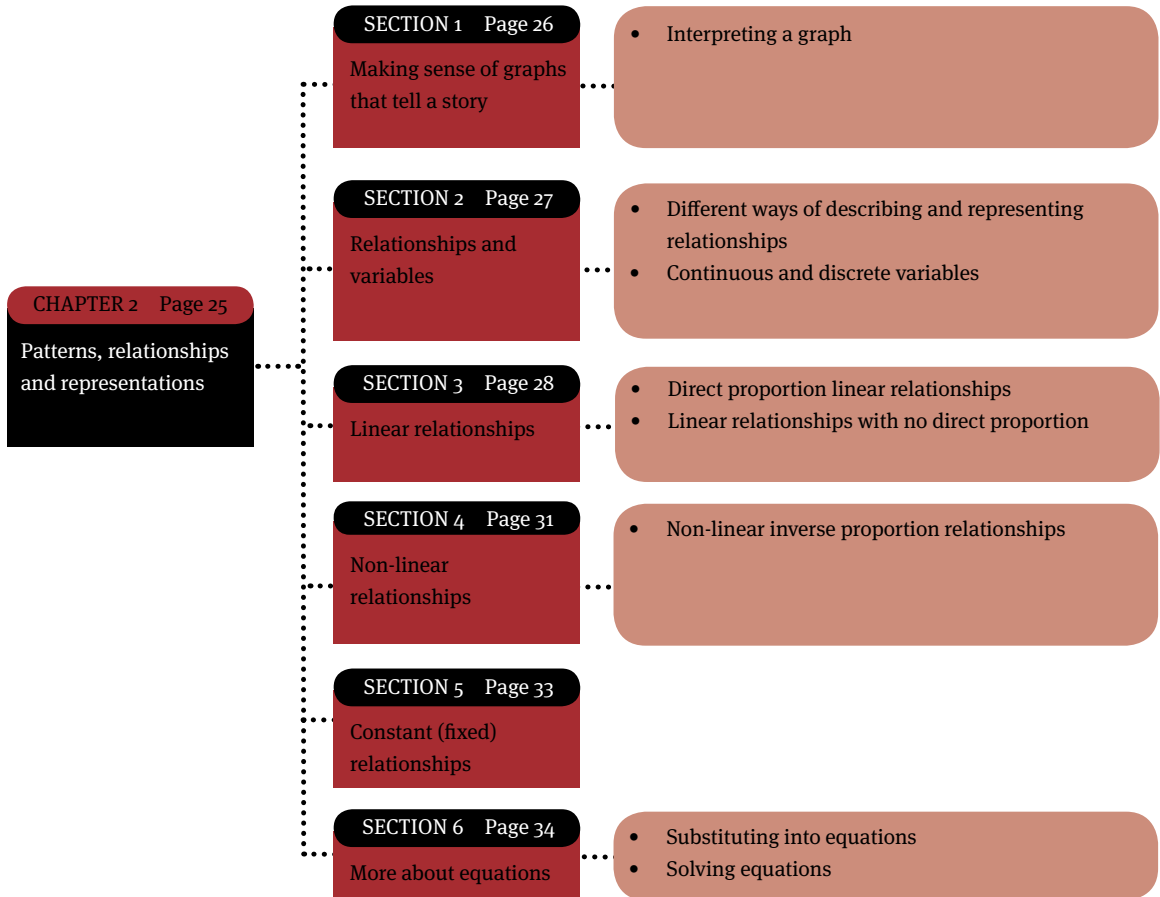 CHAPTER 2 Page 25
Patterns, relationships
and representations
SECTION 1 Page 26
Making sense of graphs
that tell a story
• Interpreting a graph
SECTION 2 Page 27
Relationships and
variables
• Different ways of describing and representing
relationships
• Continuous and discrete variables
SECTION 3 Page 28
Linear relationships
• Direct proportion linear relationships
• Linear relationships with no direct proportion
SECTION 4 Page 31
Non-linear
relationships
• Non-linear inverse proportion relationships
SECTION 5 Page 33
Constant (fixed)
relationships
SECTION 6 Page 34
More about equations
• Substituting into equations
• Solving equations